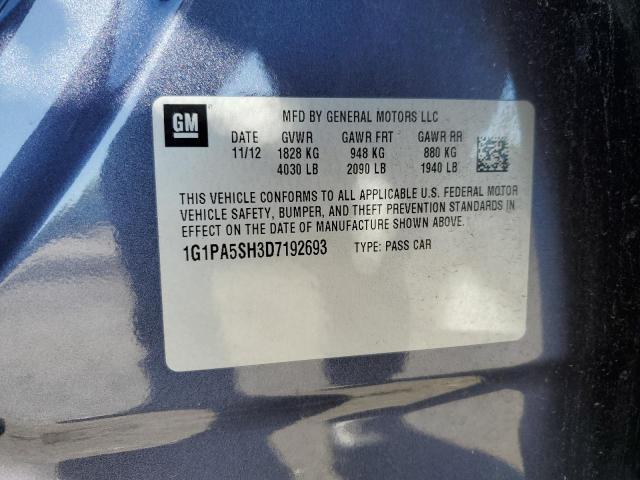 GM
MFD BY GENERAL MOTORS LLC
DATE GVWR GAWR FRT GAWR RR
11/12 1828 KG 948 KG 880 KG
4030 LB 2090 LB 1940 LB
THIS VEHICLE CONFORMS TO ALL APPLICABLE U.S. FEDERAL MOTOR
VEHICLE SAFETY, BUMPER, AND THEFT PREVENTION STANDARDS IN
EFFECT ON THE DATE OF MANUFACTURE SHOWN ABOVE.
1G1PA5SH3D7192693 TYPE: PASS CAR